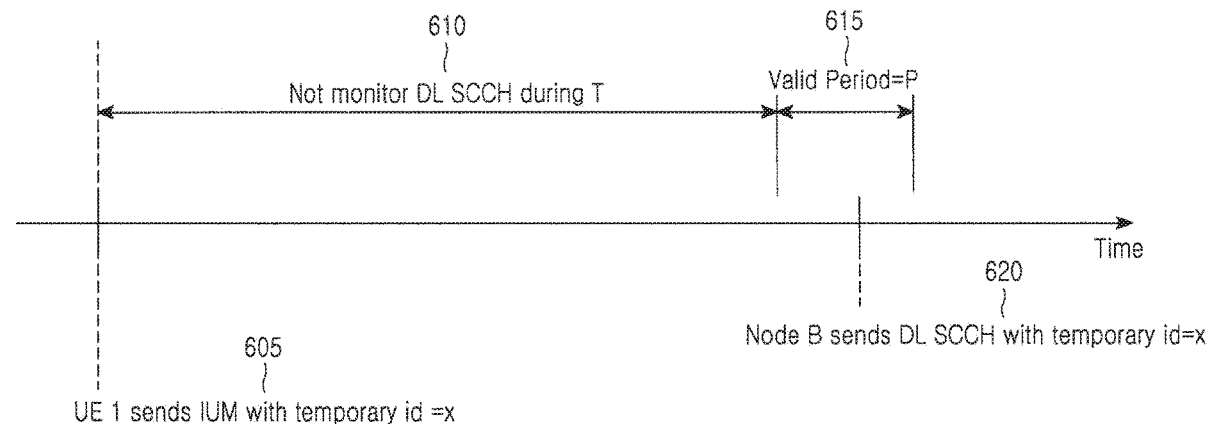 610
615
Not monitor DL SCCH during T
Valid Period=P
Time
620
Node B sends DL SCCH with temporary id=x
605
UE 1 sends IUM with temporary id =x